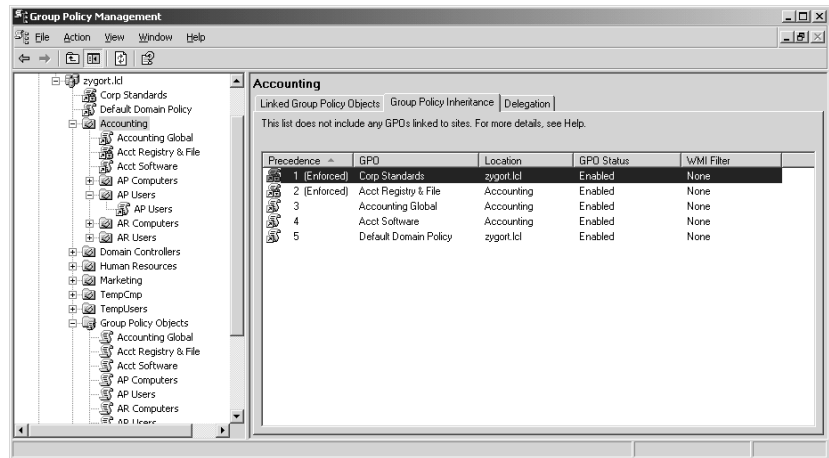 Group Policy Management
File Action View Window Help
zygort.lcl
Corp Standards
Default Domain Policy
Accounting
Accounting Global
Acct Registry & File
Acct Software
AP Computers
AP Users
AP Users
AR Computers
AR Users
Domain Controllers
Human Resources
Marketing
TempCmp
TempUsers
Group Policy Objects
Accounting Global
Acct Registry & File
Acct Software
AP Computers
AP Users
AR Computers
AR Users
Accounting
Linked Group Policy Objects Group Policy Inheritance Delegation
This list does not include any GPOs linked to sites. For more details, see Help.
Precedence GPO Location GPO Status WMI Filter
1 (Enforced) Corp Standards zygort.lcl Enabled None
2 (Enforced) Acct Registry & File Accounting Enabled None
3 Accounting Global Accounting Enabled None
4 Acct Software Accounting Enabled None
5 Default Domain Policy zygort.lcl Enabled None